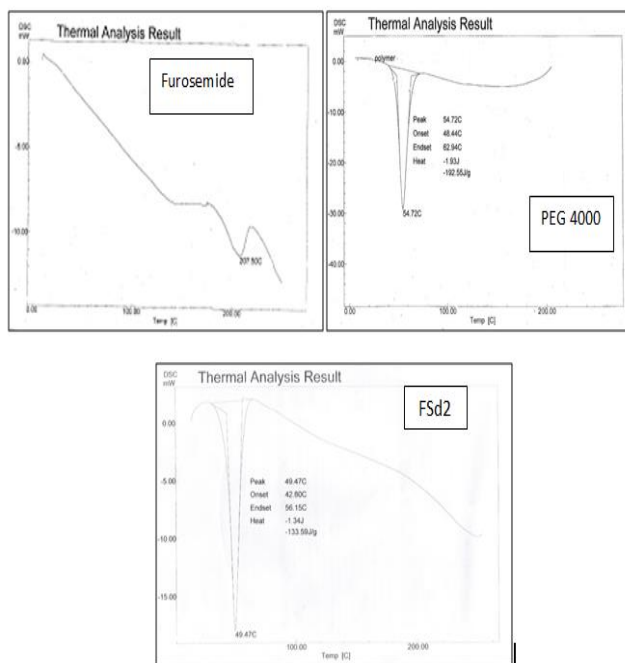 DSC
mW
Thermal Analysis Result
Furosemide
0.00
-5.00
-10.00
207.50C
0.00
100.00
200.00
Temp [C]
DSC
mW
Thermal Analysis Result
polymer
0.00
-10.00
-20.00
-30.00
-40.00
Peak 54.72C
Onset 48.44C
Endset 62.94C
Heat -1.93J
-192.55J/g
54.72C
PEG 4000
0.00
100.00
200.00
Temp [C]
DSC
mW
Thermal Analysis Result
FSd2
0.00
-5.00
-10.00
-15.00
Peak 49.47C
Onset 42.80C
Endset 56.15C
Heat -1.34J
-133.59J/g
49.47C
100.00
200.00
Temp [C]